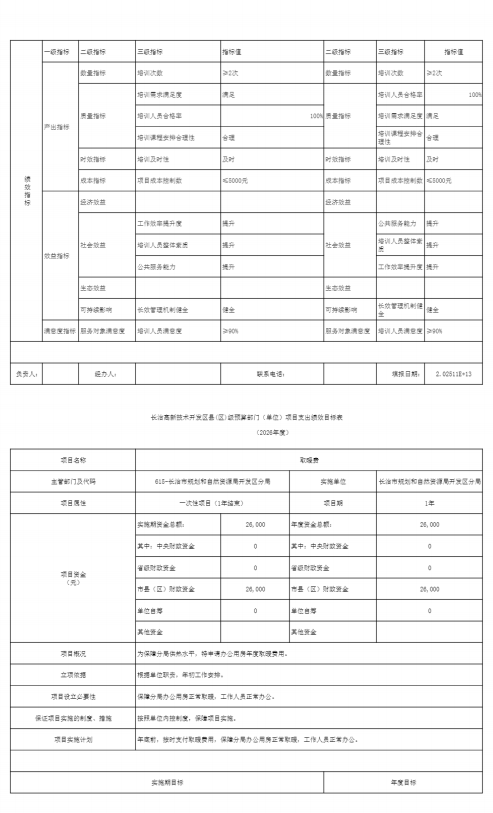 一级指标 二级指标 三级指标 指标值 二级指标 三级指标 指标值
绩效指标
产出指标
数量指标 培训次数 ≥2次 数量指标 培训次数 ≥2次
质量指标 培训需求满足度 满足 质量指标 培训人员合格率 100%
培训人员合格率 100% 培训需求满足度 满足
培训课程安排合理性 合理 培训课程安排合理性 合理
时效指标 培训及时性 及时 时效指标 培训及时性 及时
成本指标 项目成本控制数 ≤5000元 成本指标 项目成本控制数 ≤5000元
效益指标
经济效益 经济效益
社会效益 工作效率提升度 提升 社会效益 公共服务能力 提升
培训人员整体素质 提升 培训人员整体素质 提升
公共服务能力 提升 工作效率提升度 提升
生态效益 生态效益
可持续影响 长效管理机制健全 健全 可持续影响 长效管理机制健全 健全
满意度指标 服务对象满意度 培训人员满意度 ≥90% 服务对象满意度 培训人员满意度 ≥90%
负责人: 经办人: 联系电话: 填报日期: 2.02511E+13
长治高新技术开发区县(区)级预算部门(单位)项目支出绩效目标表
(2026年度)
项目名称 取暖费
主管部门及代码 615-长治市规划和自然资源局开发区分局 实施单位 长治市规划和自然资源局开发区分局
项目属性 一次性项目(1年结束) 项目期 1年
项目资金(元)
实施期资金总额: 26,000 年度资金总额: 26,000
其中:中央财政资金 0 其中:中央财政资金 0
省级财政资金 0 省级财政资金 0
市县(区)财政资金 26,000 市县(区)财政资金 26,000
单位自筹 0 单位自筹 0
其他资金 其他资金
项目概况 为保障分局供热水平,特申请办公用房年度取暖费用。
立项依据 根据单位职责,年初工作安排。
项目设立必要性 保障分局办公用房正常取暖,工作人员正常办公。
保证项目实施的制度、措施 按照单位内控制度,保障项目实施。
项目实施计划 年底前,按时支付取暖费用,保障分局办公用房正常取暖,工作人员正常办公。
实施期目标 年度目标